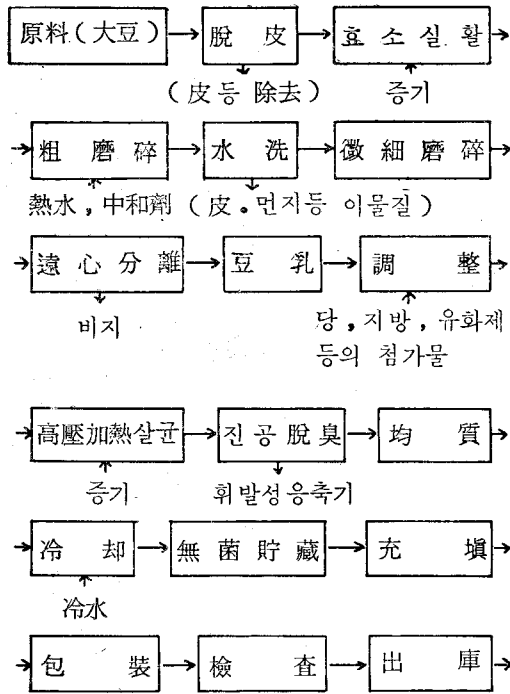 原料(大豆) 脫皮 효소실활
(皮등 除去) 증기
粗磨碎 水洗 微細磨碎
熱水, 中和劑 (皮。먼지등 이물질)
遠心分離 豆乳 調整
비지 당, 지방, 유화제
등의 첨가물
高壓加熱살균 진공脫臭 均質
증기 휘발성응축기
冷却 無菌貯藏 充塡
冷水
包裝 檢査 出庫